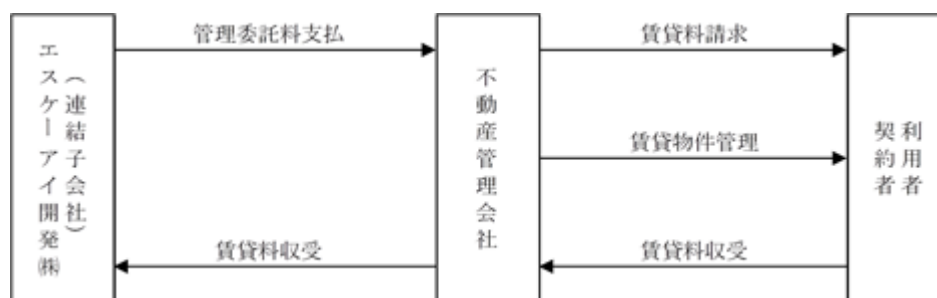 エスケーアイ開発㈱
（連結子会社）
管理委託料支払
賃貸料収受
不動産管理会社
賃貸料請求
賃貸物件管理
賃貸料収受
利用者
契約者